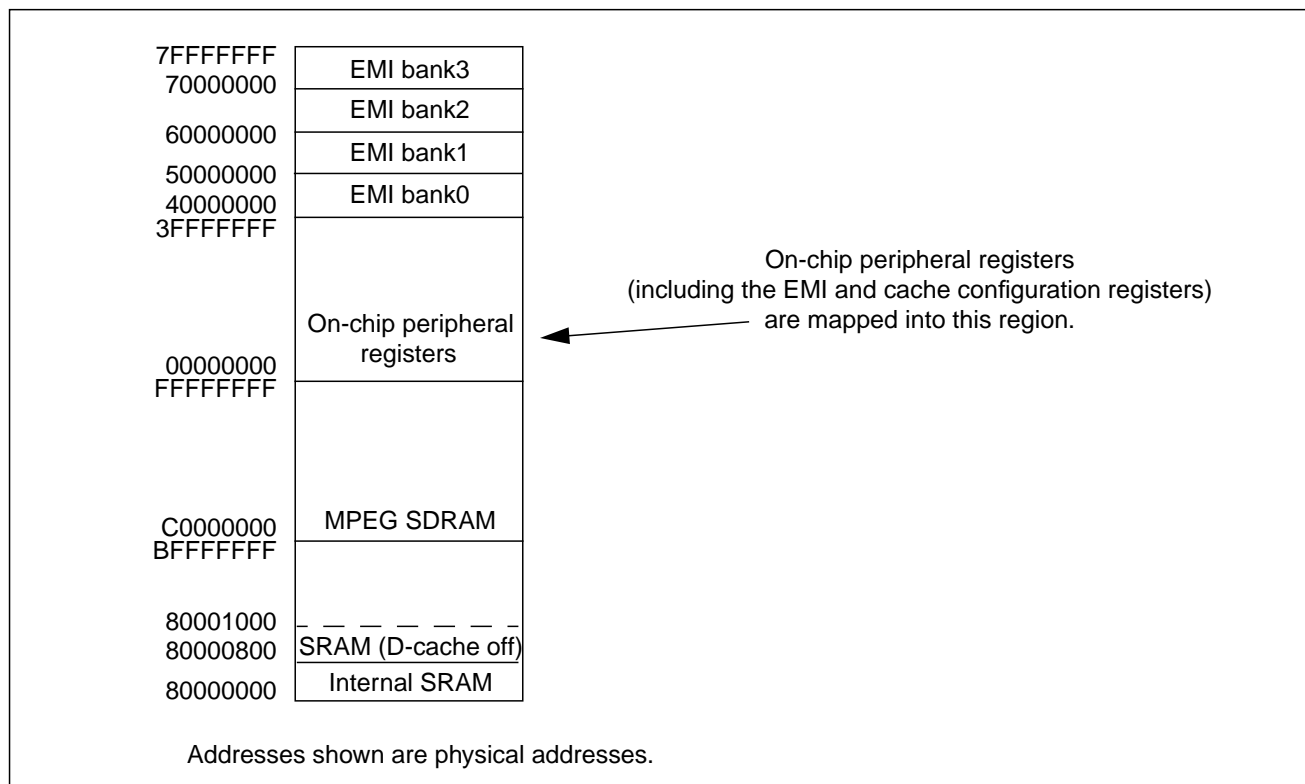 7FFFFFFF
EMI bank3
70000000
EMI bank2
60000000
EMI bank1
50000000
EMI bank0
40000000
3FFFFFFF
On-chip peripheral registers
(including the EMI and cache configuration registers)
are mapped into this region.
On-chip peripheral
registers
00000000
FFFFFFFF
MPEG SDRAM
C0000000
BFFFFFFF
80001000
SRAM (D-cache off)
80000800
Internal SRAM
80000000
Addresses shown are physical addresses.